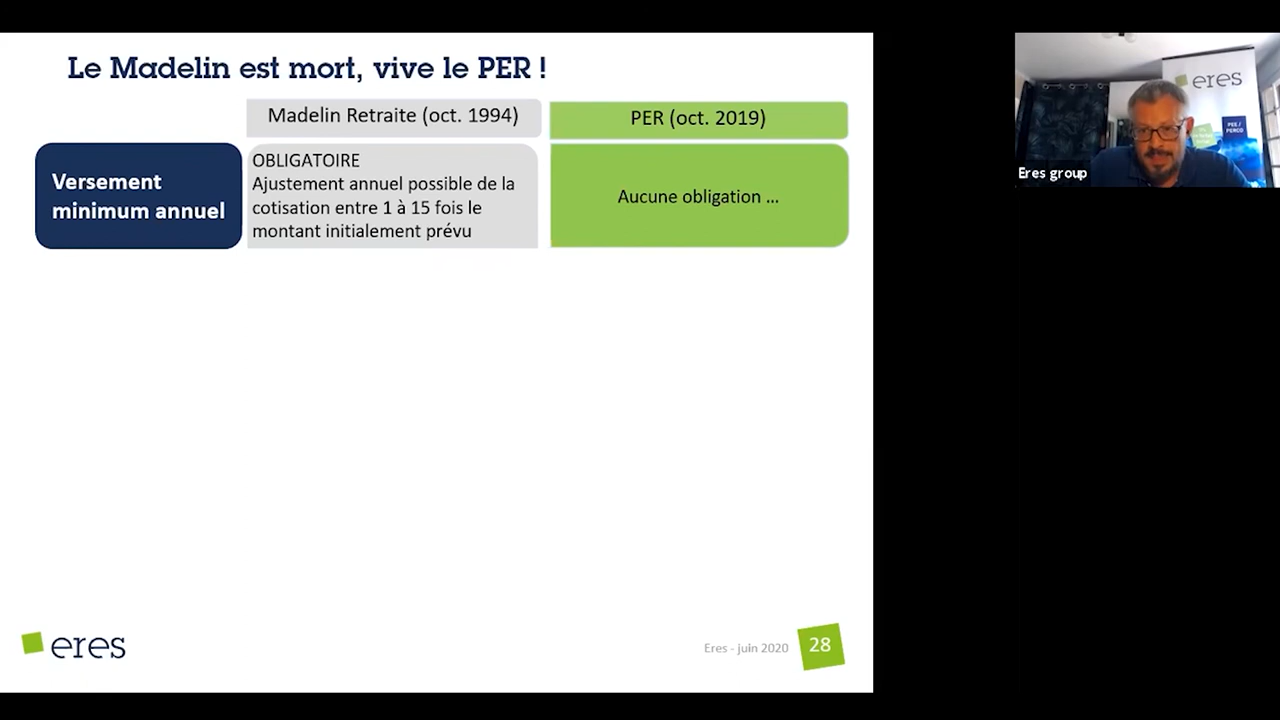 Le Madelin est mort, vive le PER !
Madelin Retraite (oct. 1994)
PER (oct. 2019)
Versement
minimum annuel
OBLIGATOIRE
Ajustement annuel possible de la
cotisation entre 1 à 15 fois le
montant initialement prévu
Aucune obligation ...
eres
Eres - juin 2020
28
eres
PEE /
PERCO
Eres group